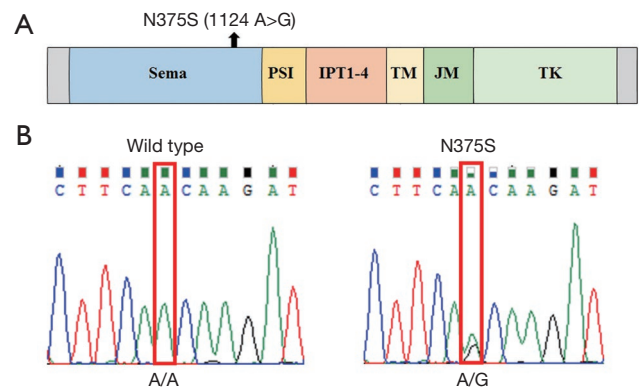 A
N375S (1124 A>G)
Sema PSI IPT1-4 TM JM TK
B
Wild type N375S
C T T C A A C A A G A T C T T C A A C A A G A T
A/A A/G